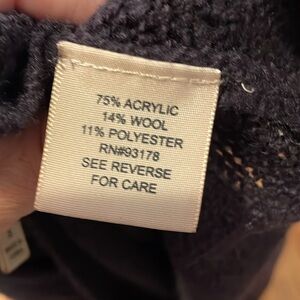 75% ACRYLIC
14% WOOL
11% POLYESTER
RN#93178
SEE REVERSE
FOR CARE